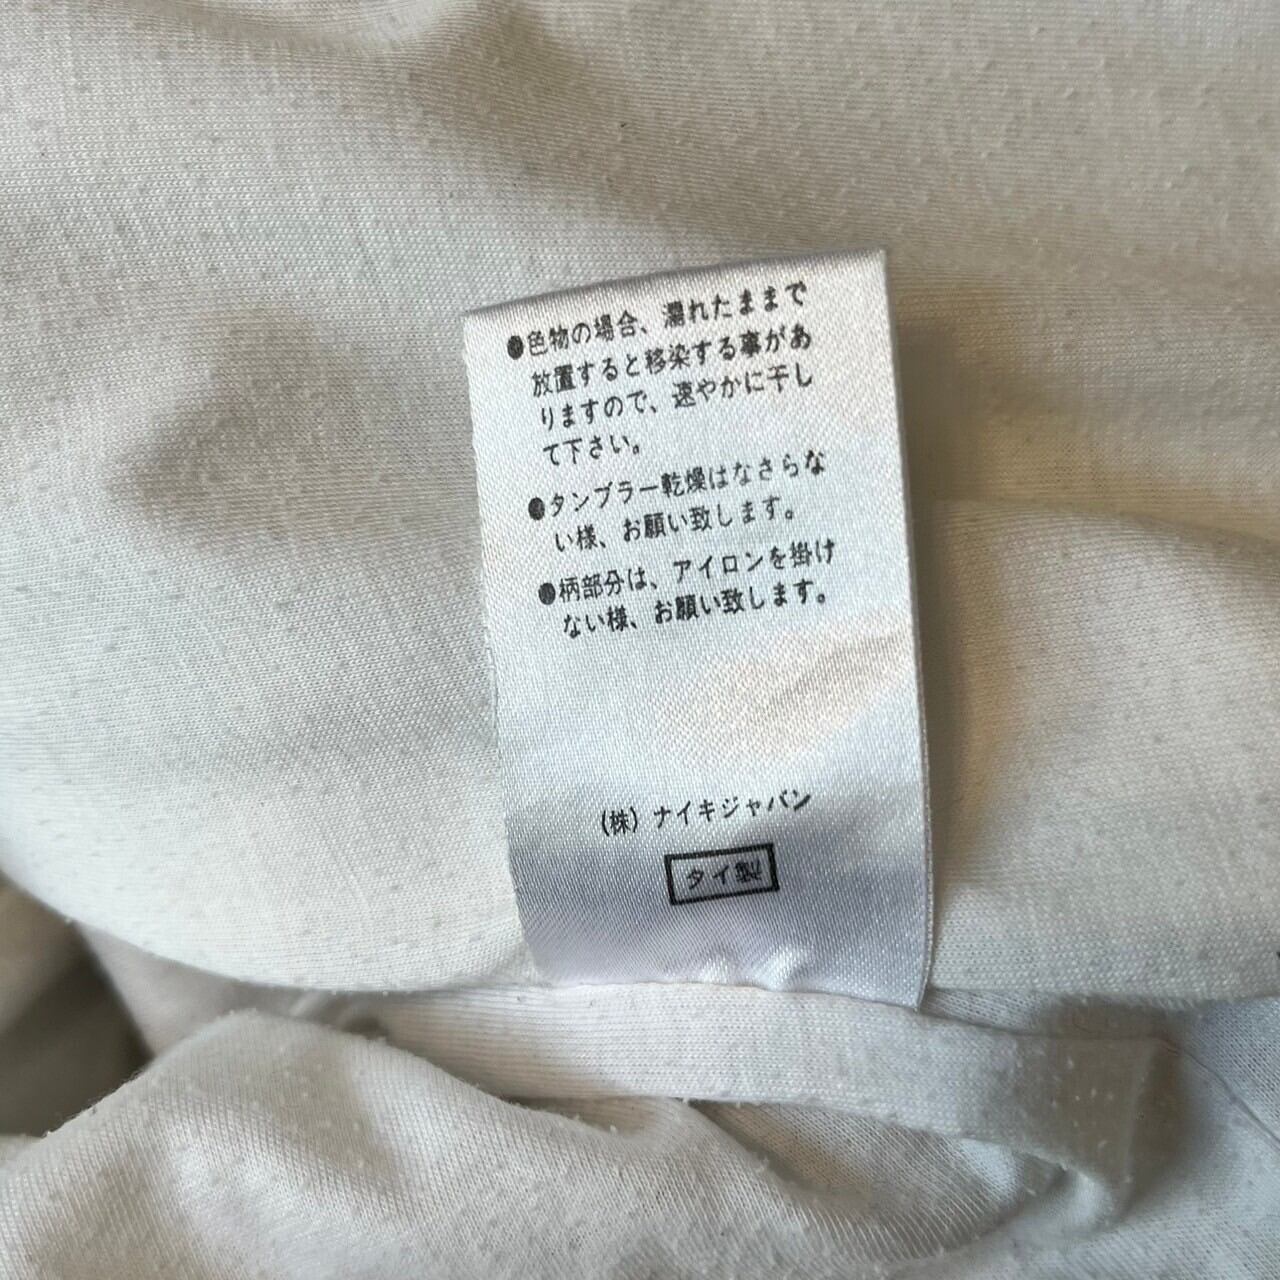 ●色物の場合、濡れたままで
放置すると移染する事があ
りますので、速やかに干し
て下さい。
●タンブラー乾燥はなさらな
い様、お願い致します。
●柄部分は、アイロンを掛け
ない様、お願い致します。
(株) ナイキジャパン
タイ製